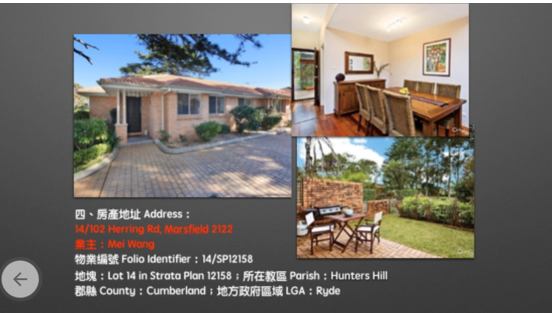 四、房產地址 Address：
14/102 Herring Rd, Marsfield 2122
業主：Mei Wang
物業編號 Folio Identifier：14/SP12158
地塊：Lot 14 in Strata Plan 12158；所在教區 Parish：Hunters Hill
郡縣 County：Cumberland；地方政府區域 LGA：Ryde